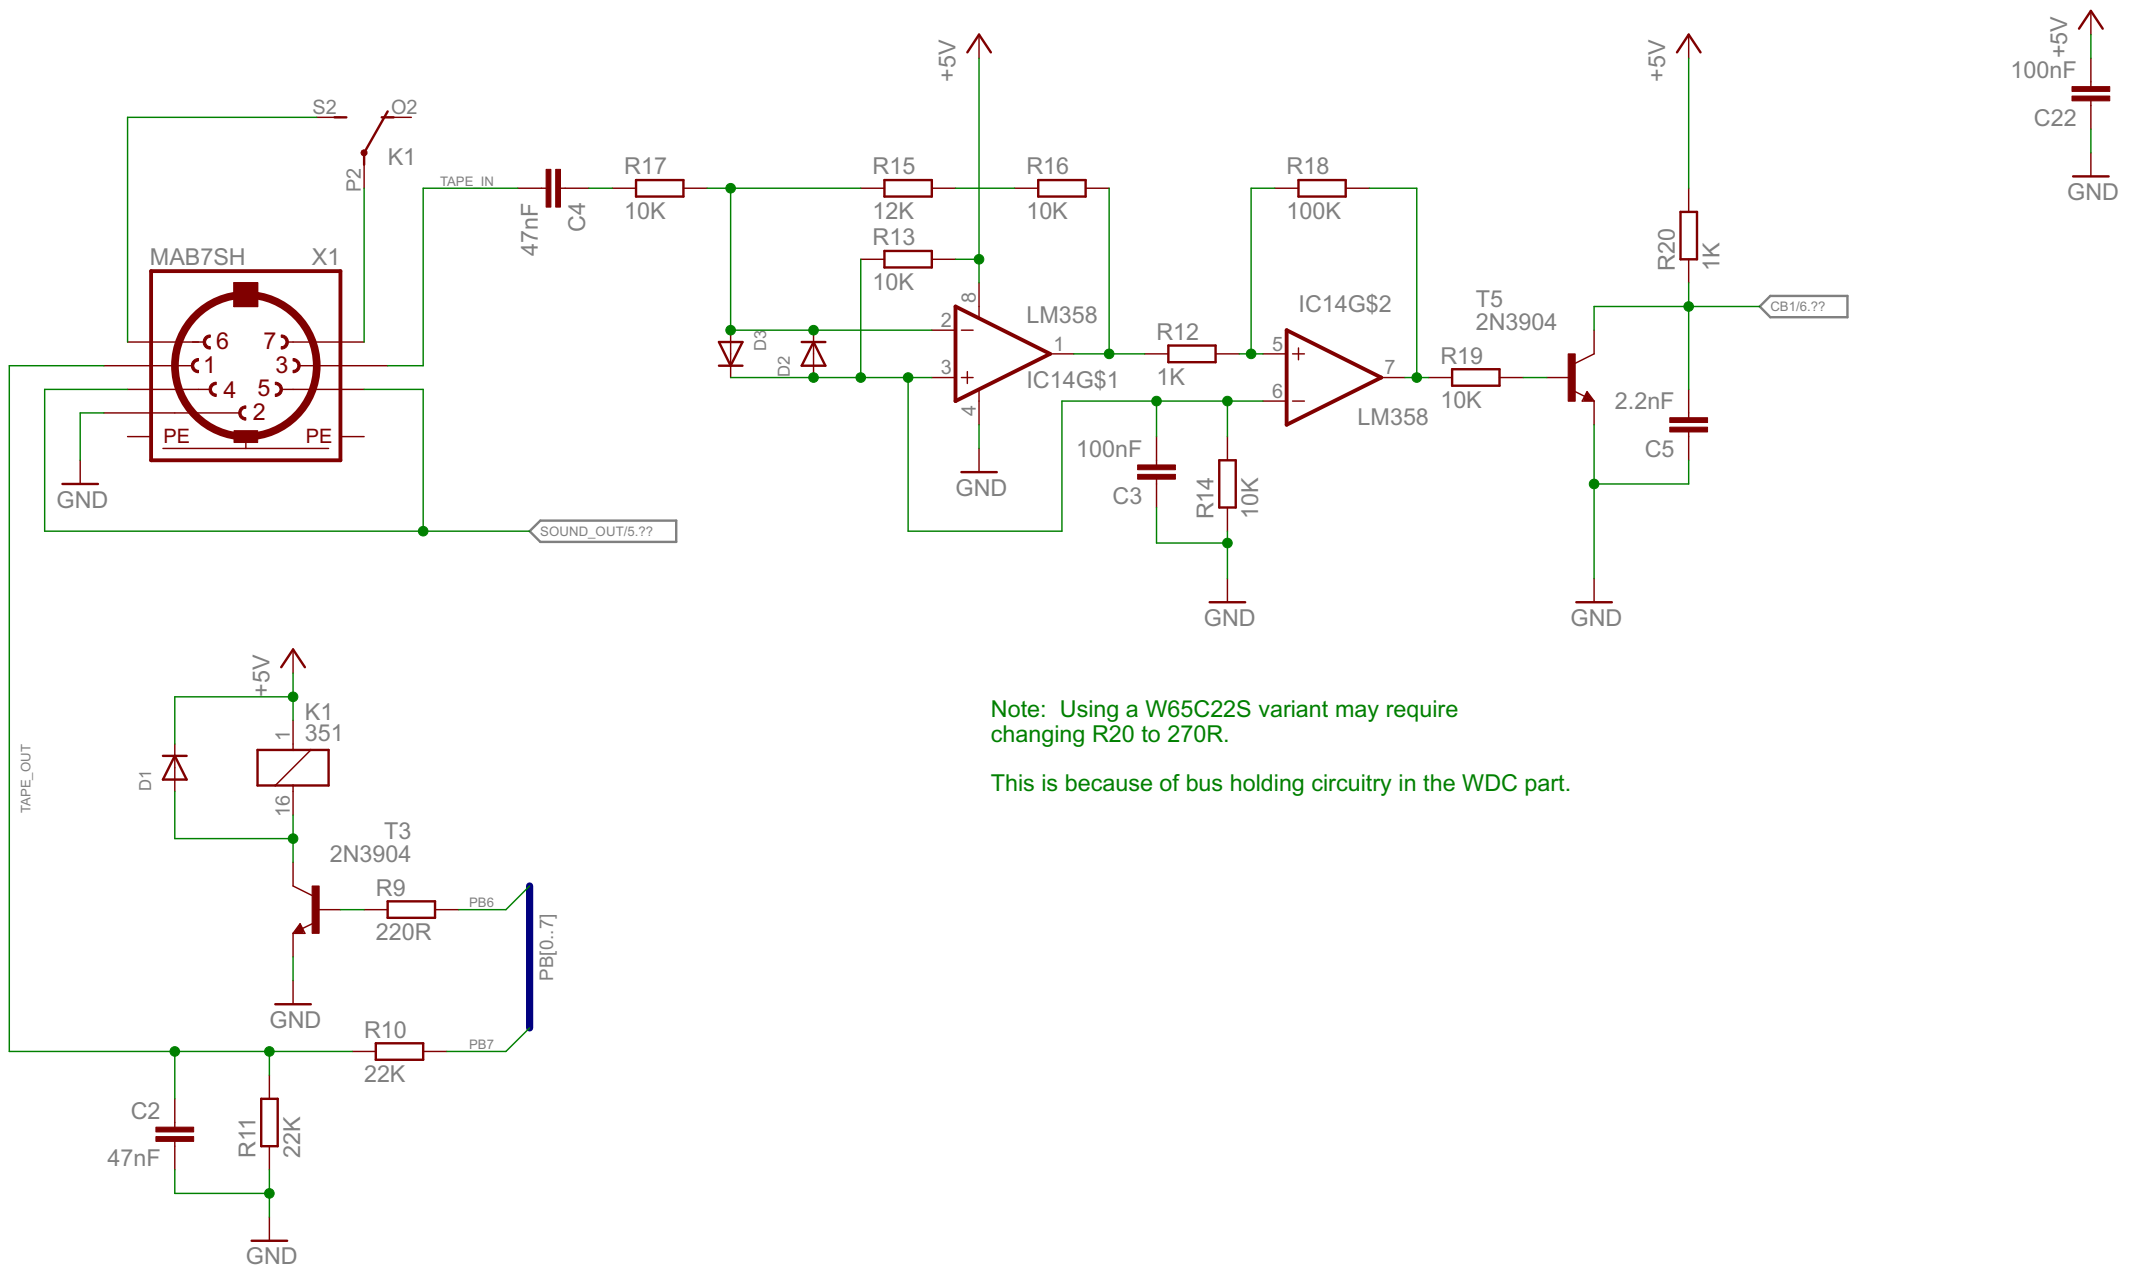 +5V
+5V
+5V
100nF
C22
GND
S2
O2
K1
P2
TAPE_IN
47nF
C4
R17
10K
R15
12K
R16
10K
R13
10K
R18
100K
R20
1K
MAB7SH
X1
6
7
1
3
4
5
2
PE
PE
GND
SOUND_OUT/5.??
D3
D2
8
2
3
1
4
LM358
IC14G$1
GND
R12
1K
IC14G$2
5
6
7
LM358
R19
10K
T5
2N3904
CB1/6.??
2.2nF
C5
GND
100nF
C3
R14
10K
GND
+5V
K1
351
1
16
D1
TAPE_OUT
T3
2N3904
R9
220R
PB6
PB[0..7]
GND
R10
22K
PB7
C2
47nF
R11
22K
GND
Note:  Using a W65C22S variant may require
changing R20 to 270R.
This is because of bus holding circuitry in the WDC part.